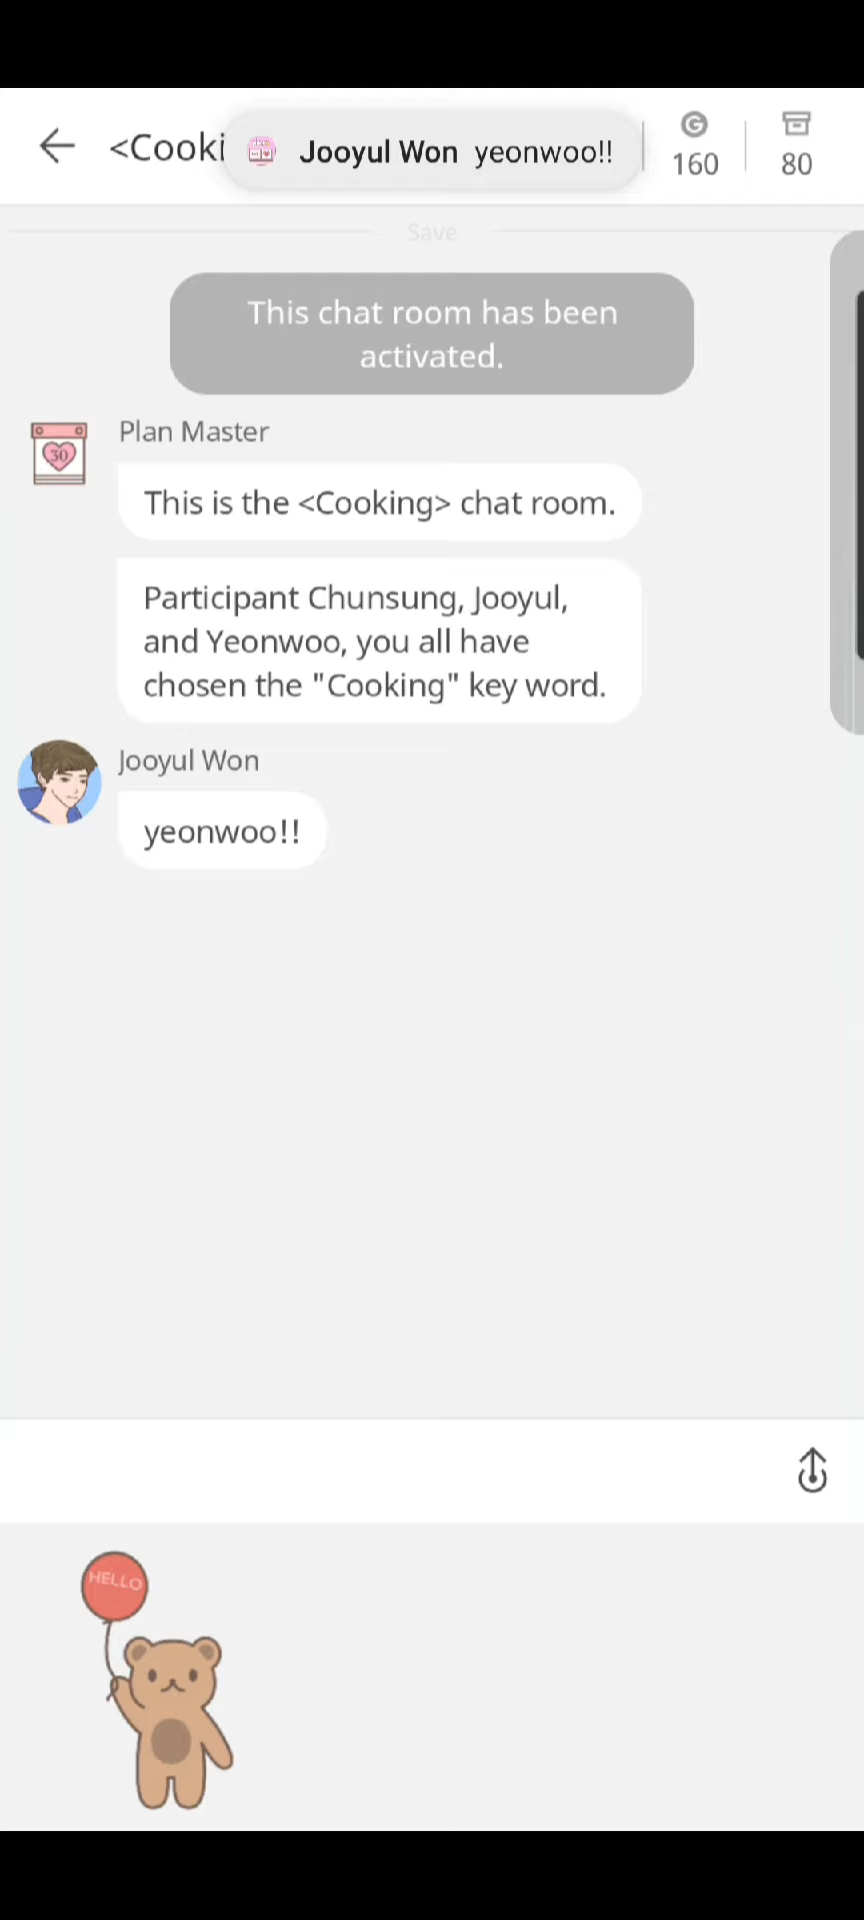 <Cooki
Jooyul Won yeonwoo!!
160
80
Save
This chat room has been
activated.
Plan Master
30
This is the <Cooking> chat room.
Participant Chunsung, Jooyul,
and Yeonwoo, you all have
chosen the "Cooking" key word.
Jooyul Won
yeonwoo!!
HELLO